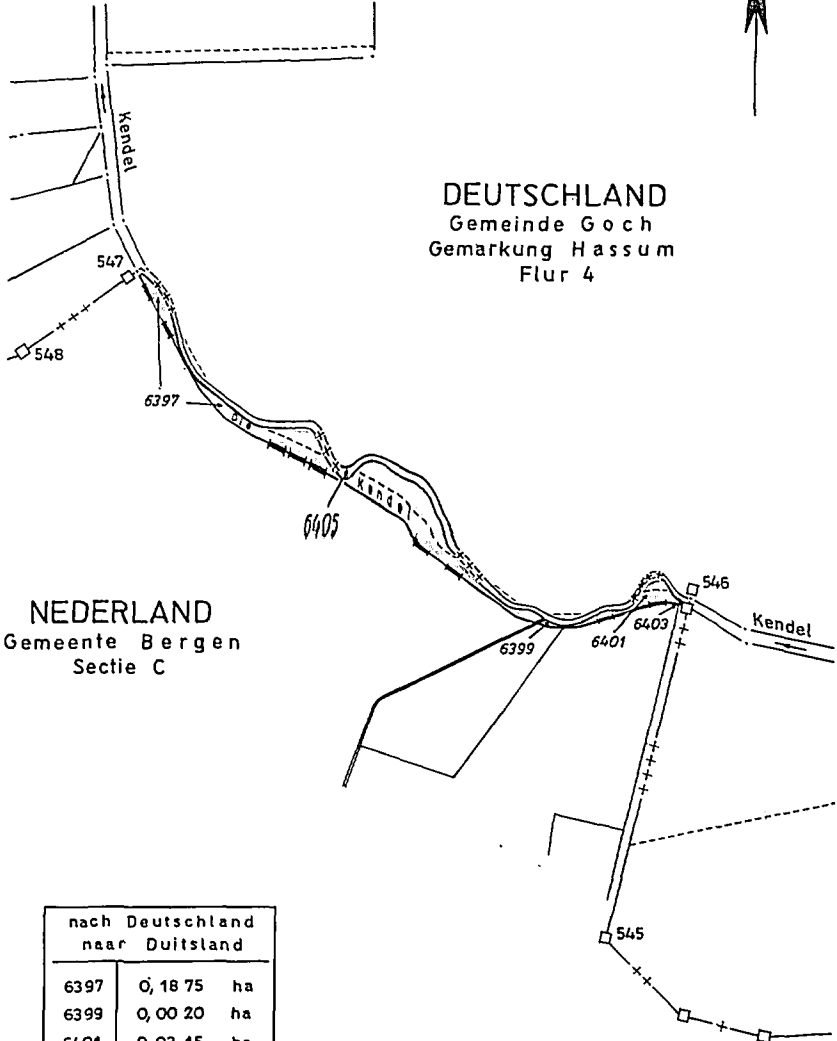 Kendel
DEUTSCHLAND
Gemeinde Goch
Gemarkung Hassum
Flur 4
547
548
6397
Die
Kendel
6405
NEDERLAND
Gemeente Bergen
Sectie C
546
Kendel
6403
6401
6399
545
nach Deutschland
naar Duitsland
6397 0,18 75 ha
6399 0,00 20 ha